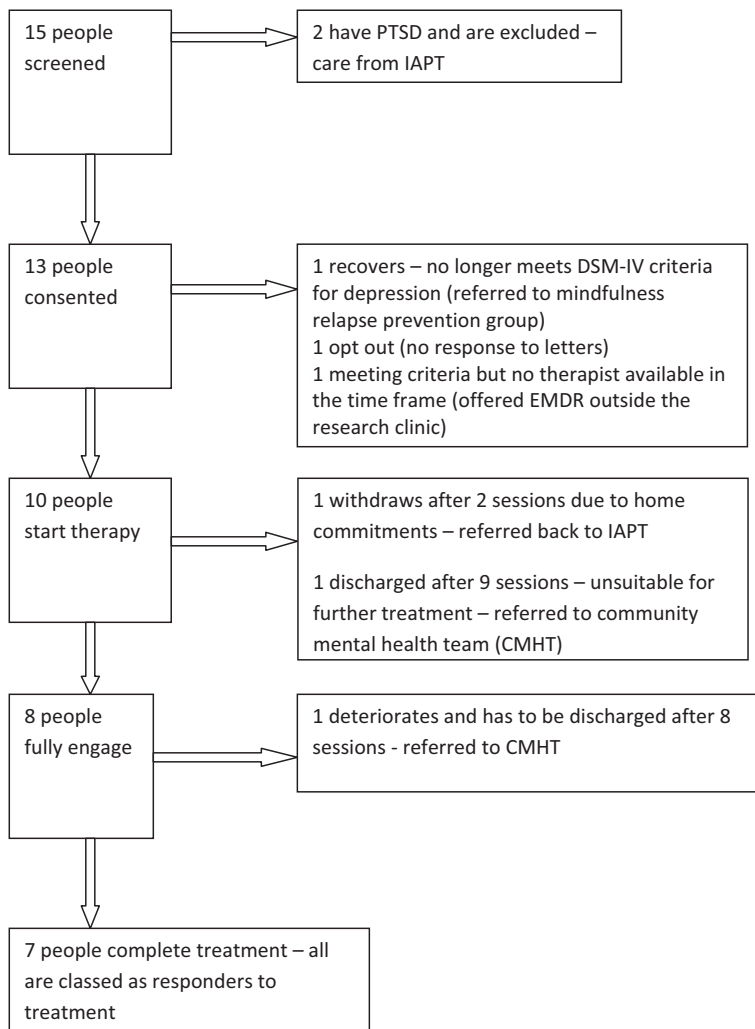 15 people
screened
2 have PTSD and are excluded –
care from IAPT
13 people
consented
1 recovers – no longer meets DSM-IV criteria
for depression (referred to mindfulness
relapse prevention group)
1 opt out (no response to letters)
1 meeting criteria but no therapist available in
the time frame (offered EMDR outside the
research clinic)
10 people
start therapy
1 withdraws after 2 sessions due to home
commitments – referred back to IAPT
1 discharged after 9 sessions – unsuitable for
further treatment – referred to community
mental health team (CMHT)
8 people
fully engage
1 deteriorates and has to be discharged after 8
sessions - referred to CMHT
7 people complete treatment – all
are classed as responders to
treatment